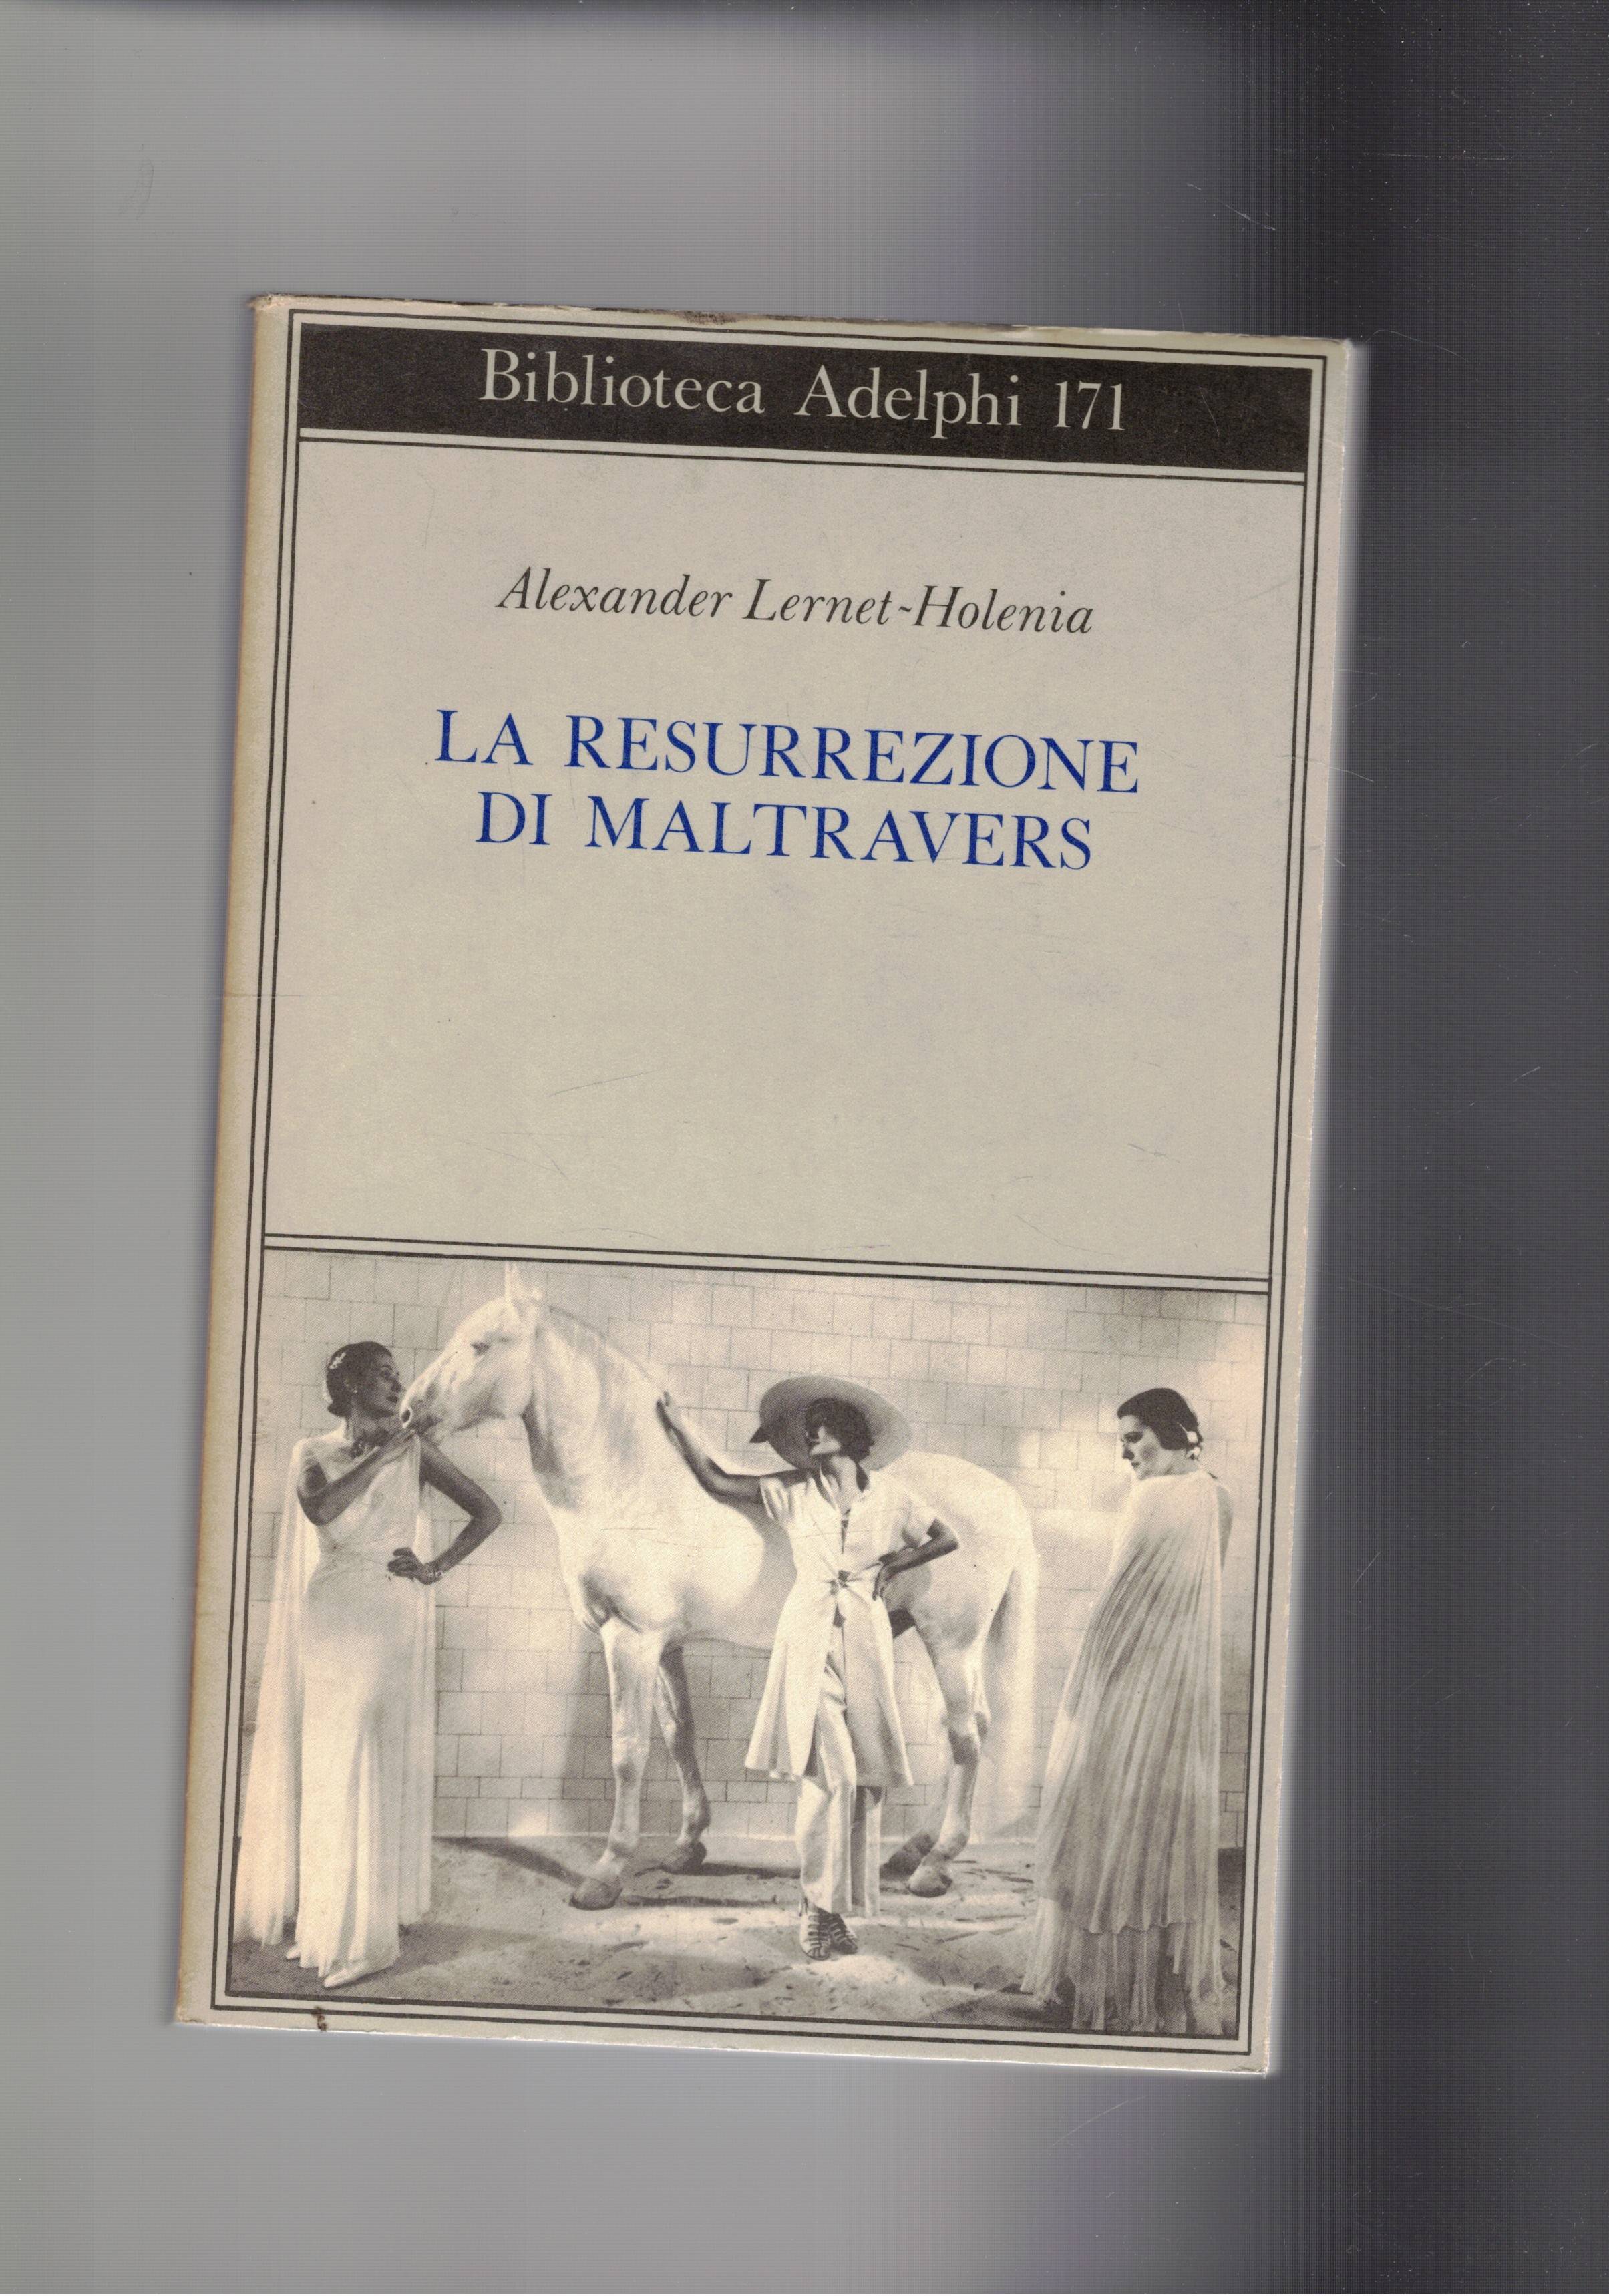 Biblioteca Adelphi 171
Alexander Lernet-Holenia
LA RESURREZIONE
DI MALTRAVERS